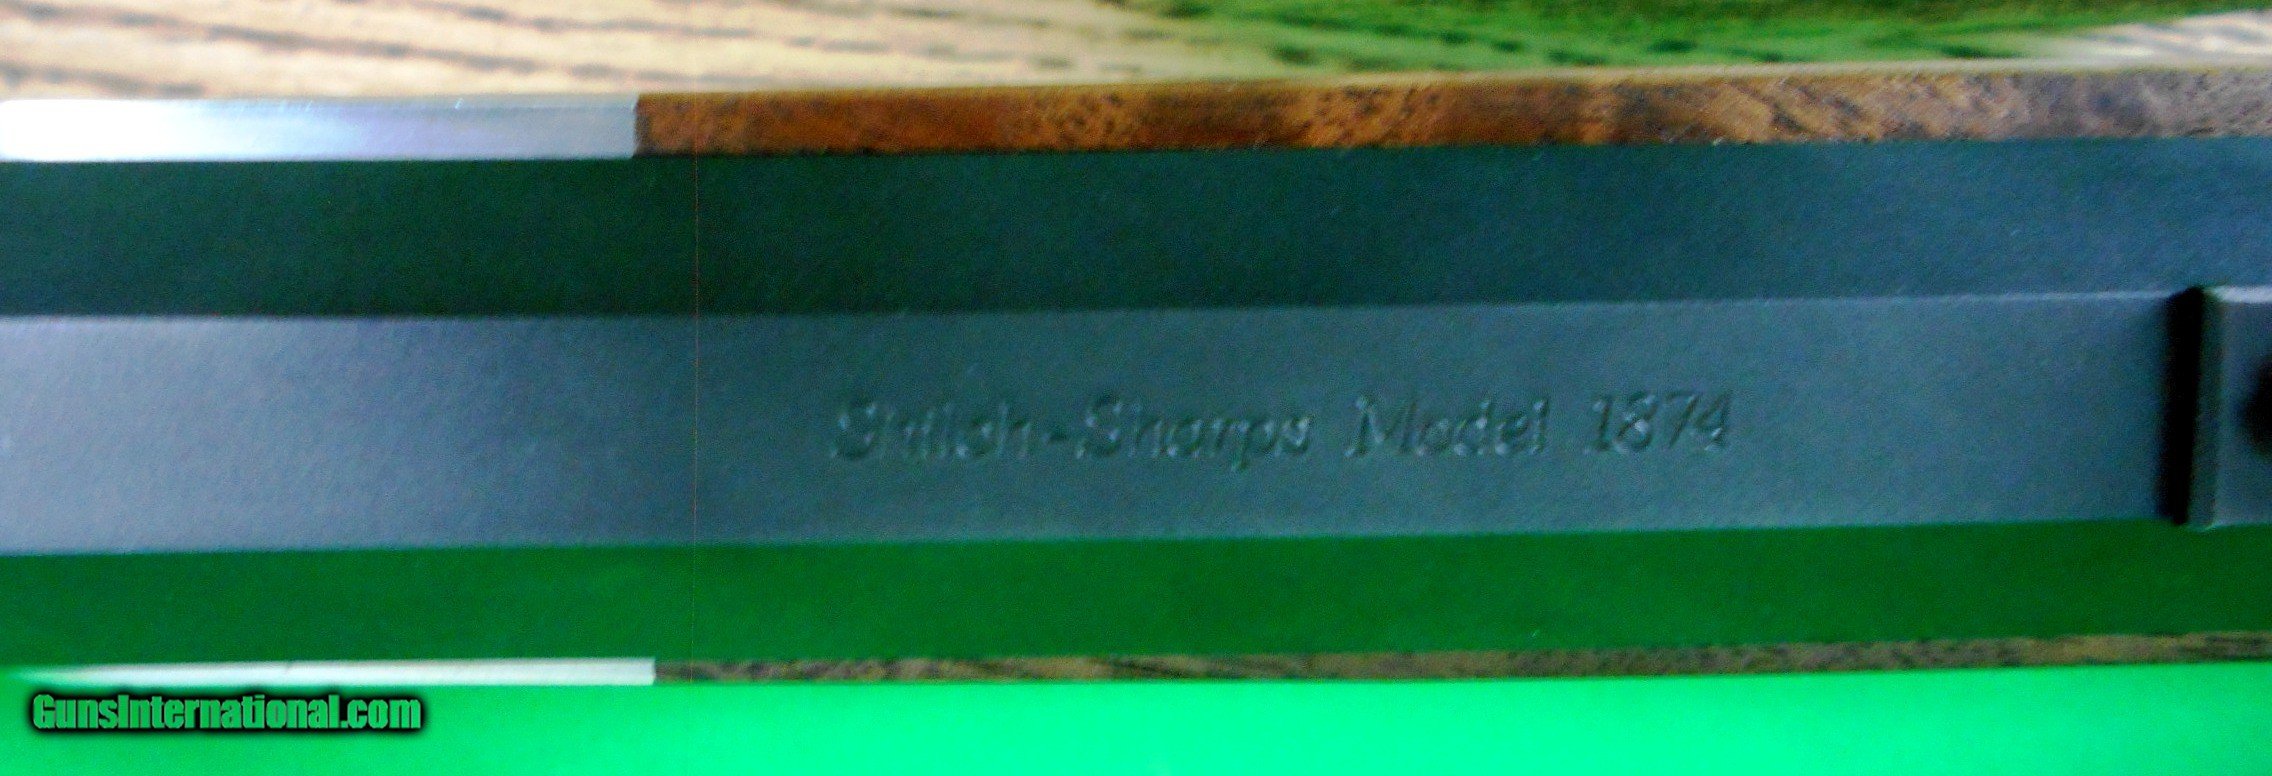 Shiloh-Sharps Model 1874
GunsInternational.com